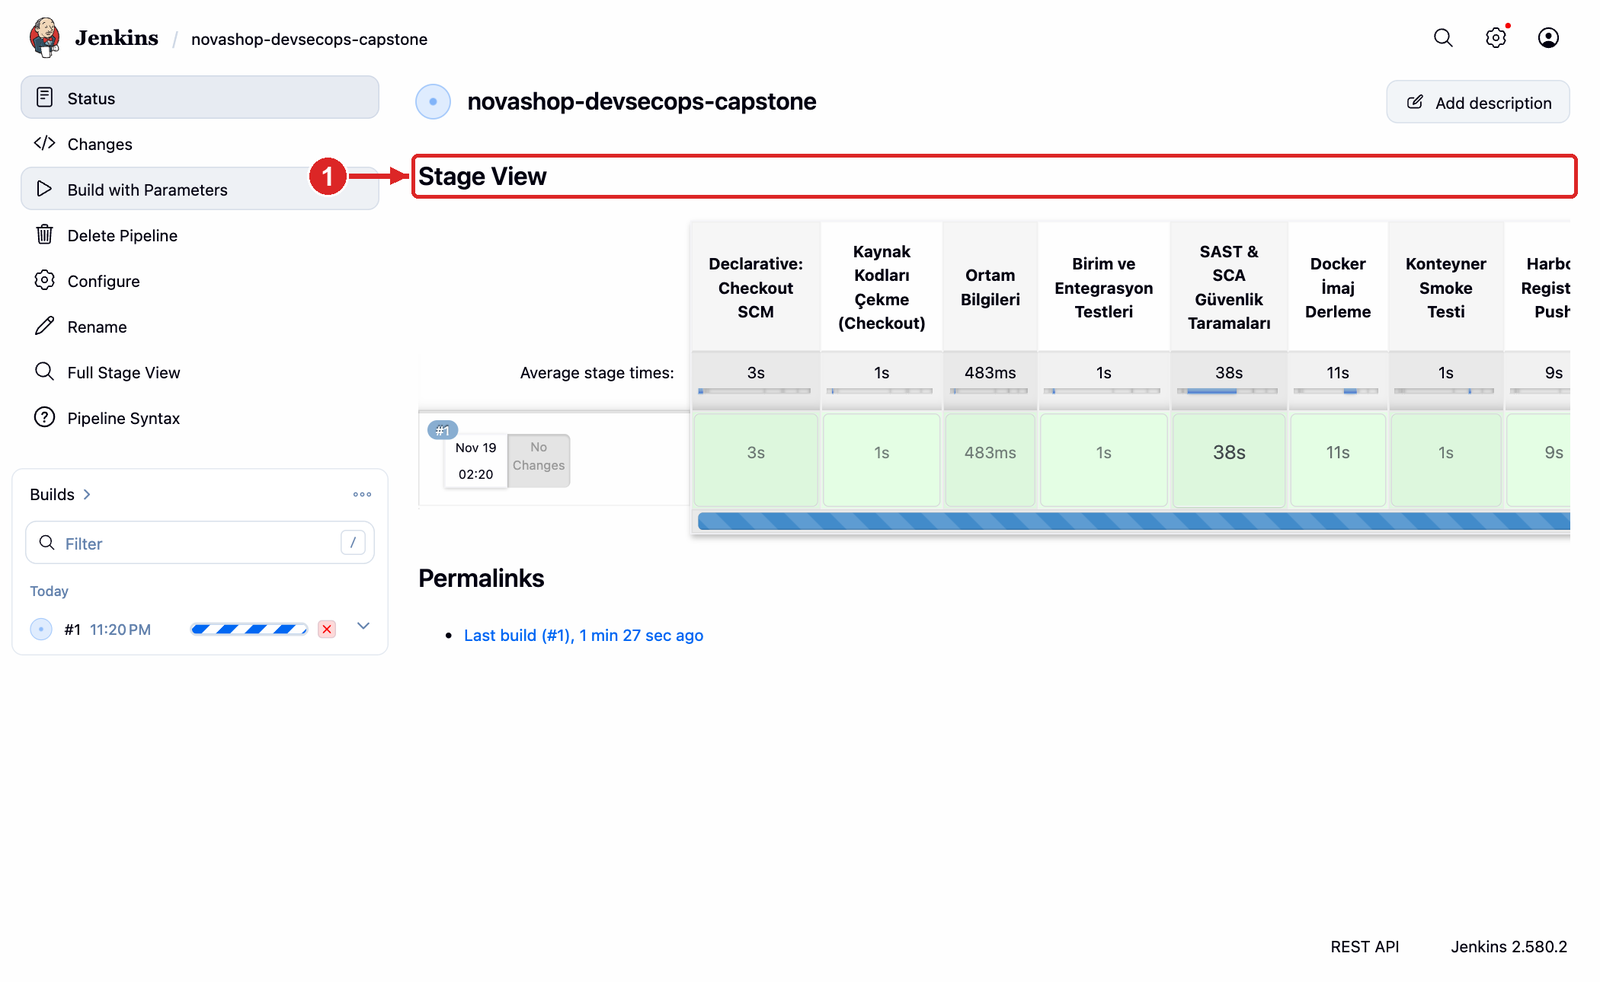 Jenkins / novashop-devsecops-capstone
Status
Changes
Build with Parameters
Delete Pipeline
Configure
Rename
Full Stage View
Pipeline Syntax
Builds
Filter /
Today
#1 11:20 PM
novashop-devsecops-capstone
Add description
1
Stage View
Declarative:
Checkout
SCM
Kaynak
Kodları
Çekme
(Checkout)
Ortam
Bilgileri
Birim ve
Entegrasyon
Testleri
SAST &
SCA
Güvenlik
Taramaları
Docker
İmaj
Derleme
Konteyner
Smoke
Testi
Harbo
Regist
Push
Average stage times: 3s 1s 483ms 1s 38s 11s 1s 9s
#1
Nov 19
02:20
No
Changes
3s 1s 483ms 1s 38s 11s 1s 9s
Permalinks
Last build (#1), 1 min 27 sec ago
REST API Jenkins 2.580.2